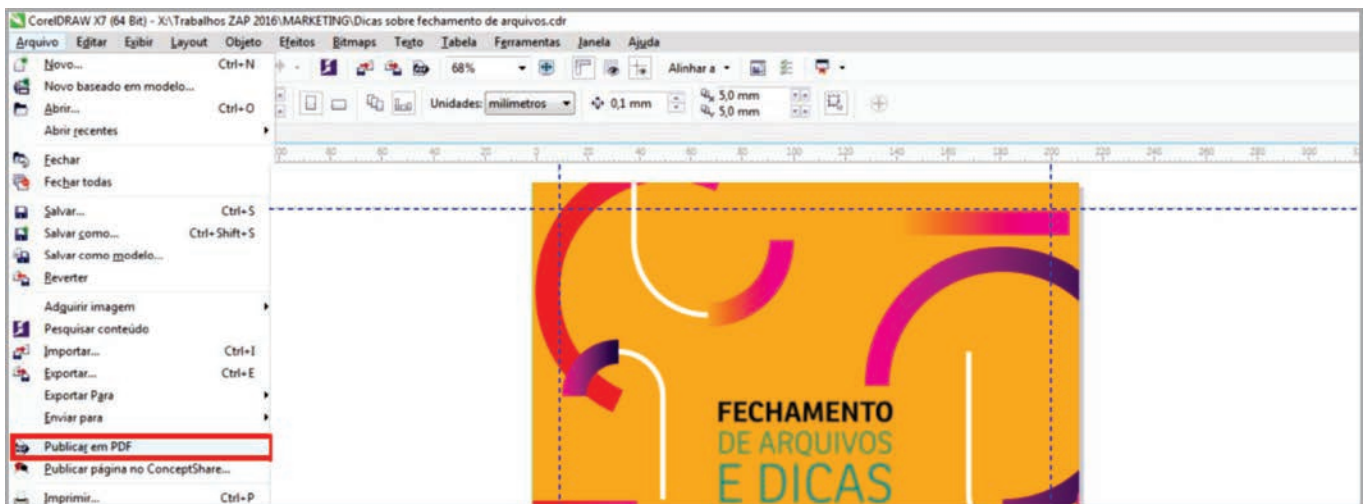 CorelDRAW X7 (64 Bit) - X:\Trabalhos ZAP 2016\MARKETING\Dicas sobre fechamento de arquivos.cdr
Arquivo Editar Exibir Layout Objeto Efeitos Bitmaps Texto Tabela Ferramentas Janela Ajuda
Novo... Ctrl+N
68% Alinhar a
Novo baseado em modelo...
Abrir... Ctrl+O
Unidades: milímetros 0,1 mm 5,0 mm
5,0 mm
Abrir recentes
Fechar
Fechar todas
Salvar... Ctrl+S
Salvar como... Ctrl+Shift+S
Salvar como modelo...
Reverter
Adquirir imagem
Pesquisar conteúdo
Importar... Ctrl+I
Exportar... Ctrl+E
Exportar Para
Enviar para
Publicar em PDF
Publicar página no ConceptShare...
Imprimir... Ctrl+P
FECHAMENTO
DE ARQUIVOS
E DICAS